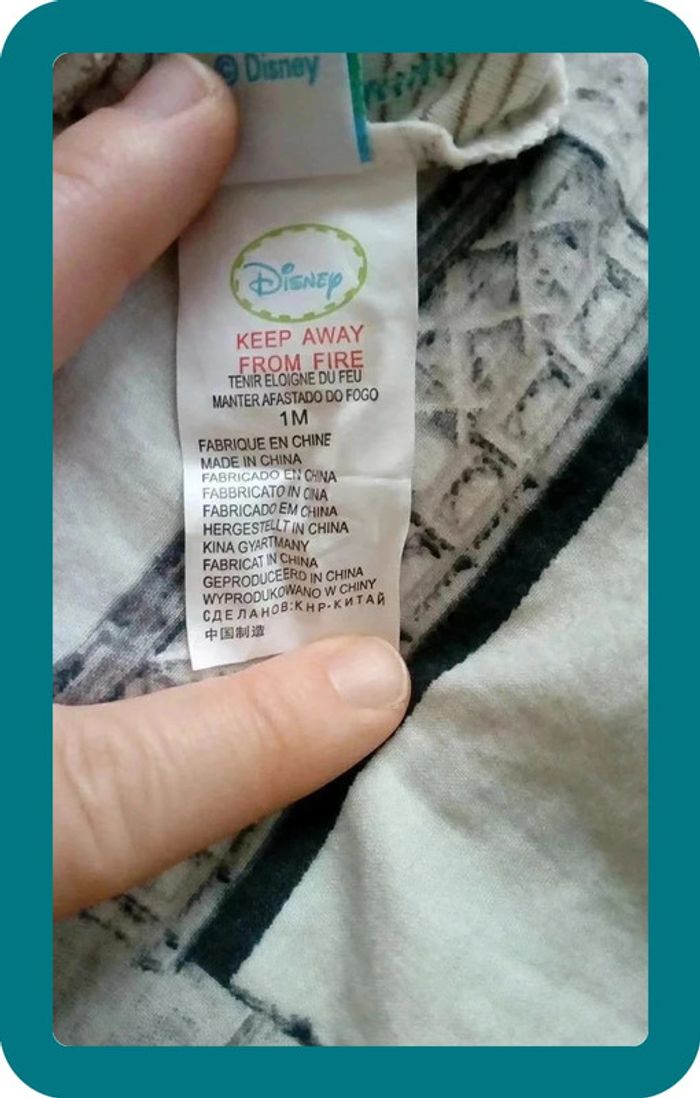 © Disney
Disney
KEEP AWAY
FROM FIRE
TENIR ELOIGNE DU FEU
MANTER AFASTADO DO FOGO
1M
FABRIQUE EN CHINE
MADE IN CHINA
FABRICADO EN CHINA
FABBRICATO IN CINA
FABRICADO EM CHINA
HERGESTELLT IN CHINA
KINA GYARTMANY
FABRICAT IN CHINA
GEPRODUCEERD IN CHINA
WYPRODUKOWANO W CHINY
СДЕЛАНОВ:КНР-КИТАЙ
中国制造